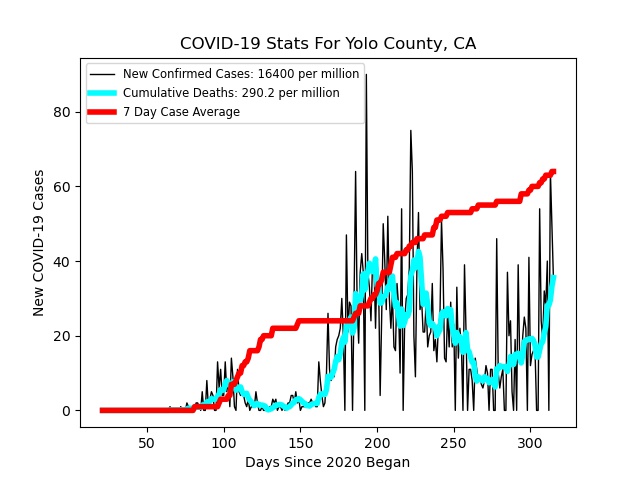 COVID-19 Stats For Yolo County, CA
New Confirmed Cases: 16400 per million
Cumulative Deaths: 290.2 per million
7 Day Case Average
80
60
40
20
0
New COVID-19 Cases
50 100 150 200 250 300
Days Since 2020 Began